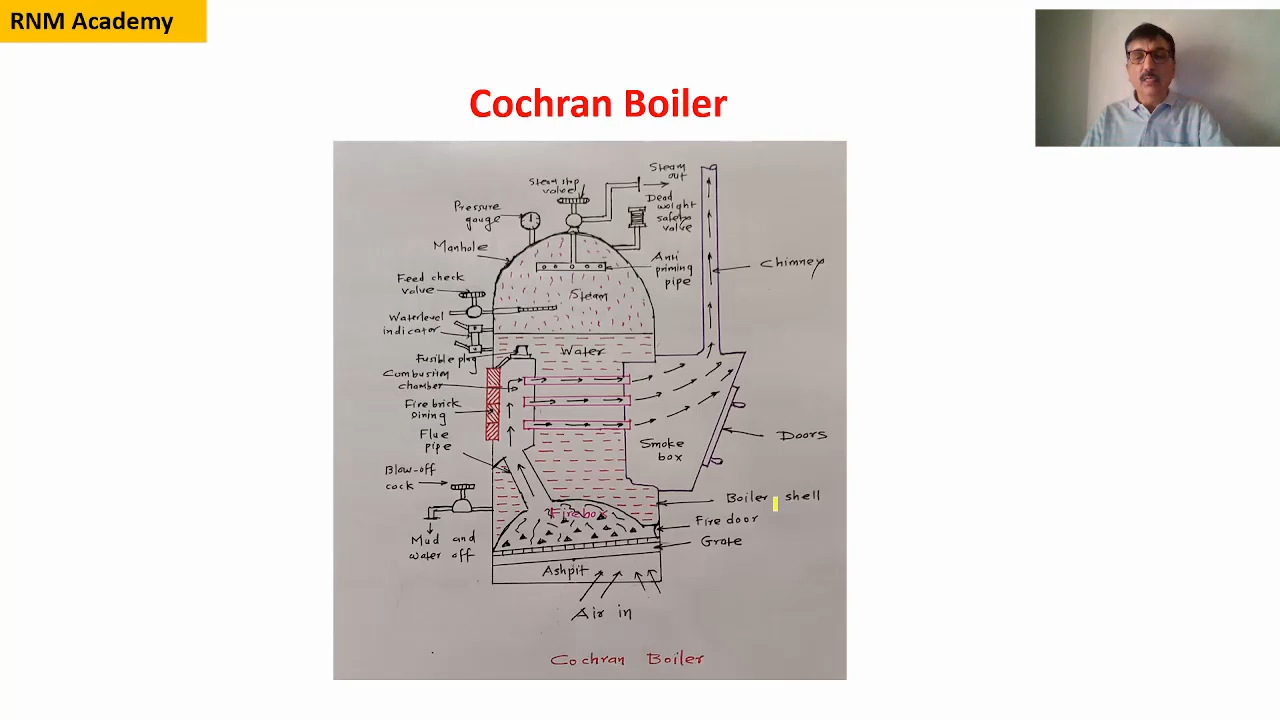 RNM Academy
Cochran Boiler
Steam stop
valve
Steam
out
Pressure
gauge
Dead
weight
safety
valve
Manhole
Anti
priming
pipe
Chimney
Feed check
valve
Steam
Waterlevel
indicator
Water
Fusible plug
Combustion
chamber
Fire brick
Dining
Flue
pipe
Smoke
box
Doors
Blow-off
cock
Boiler shell
Firebox
Fire door
Grate
Mud and
water off
Ashpit
Air in
Cochran Boiler